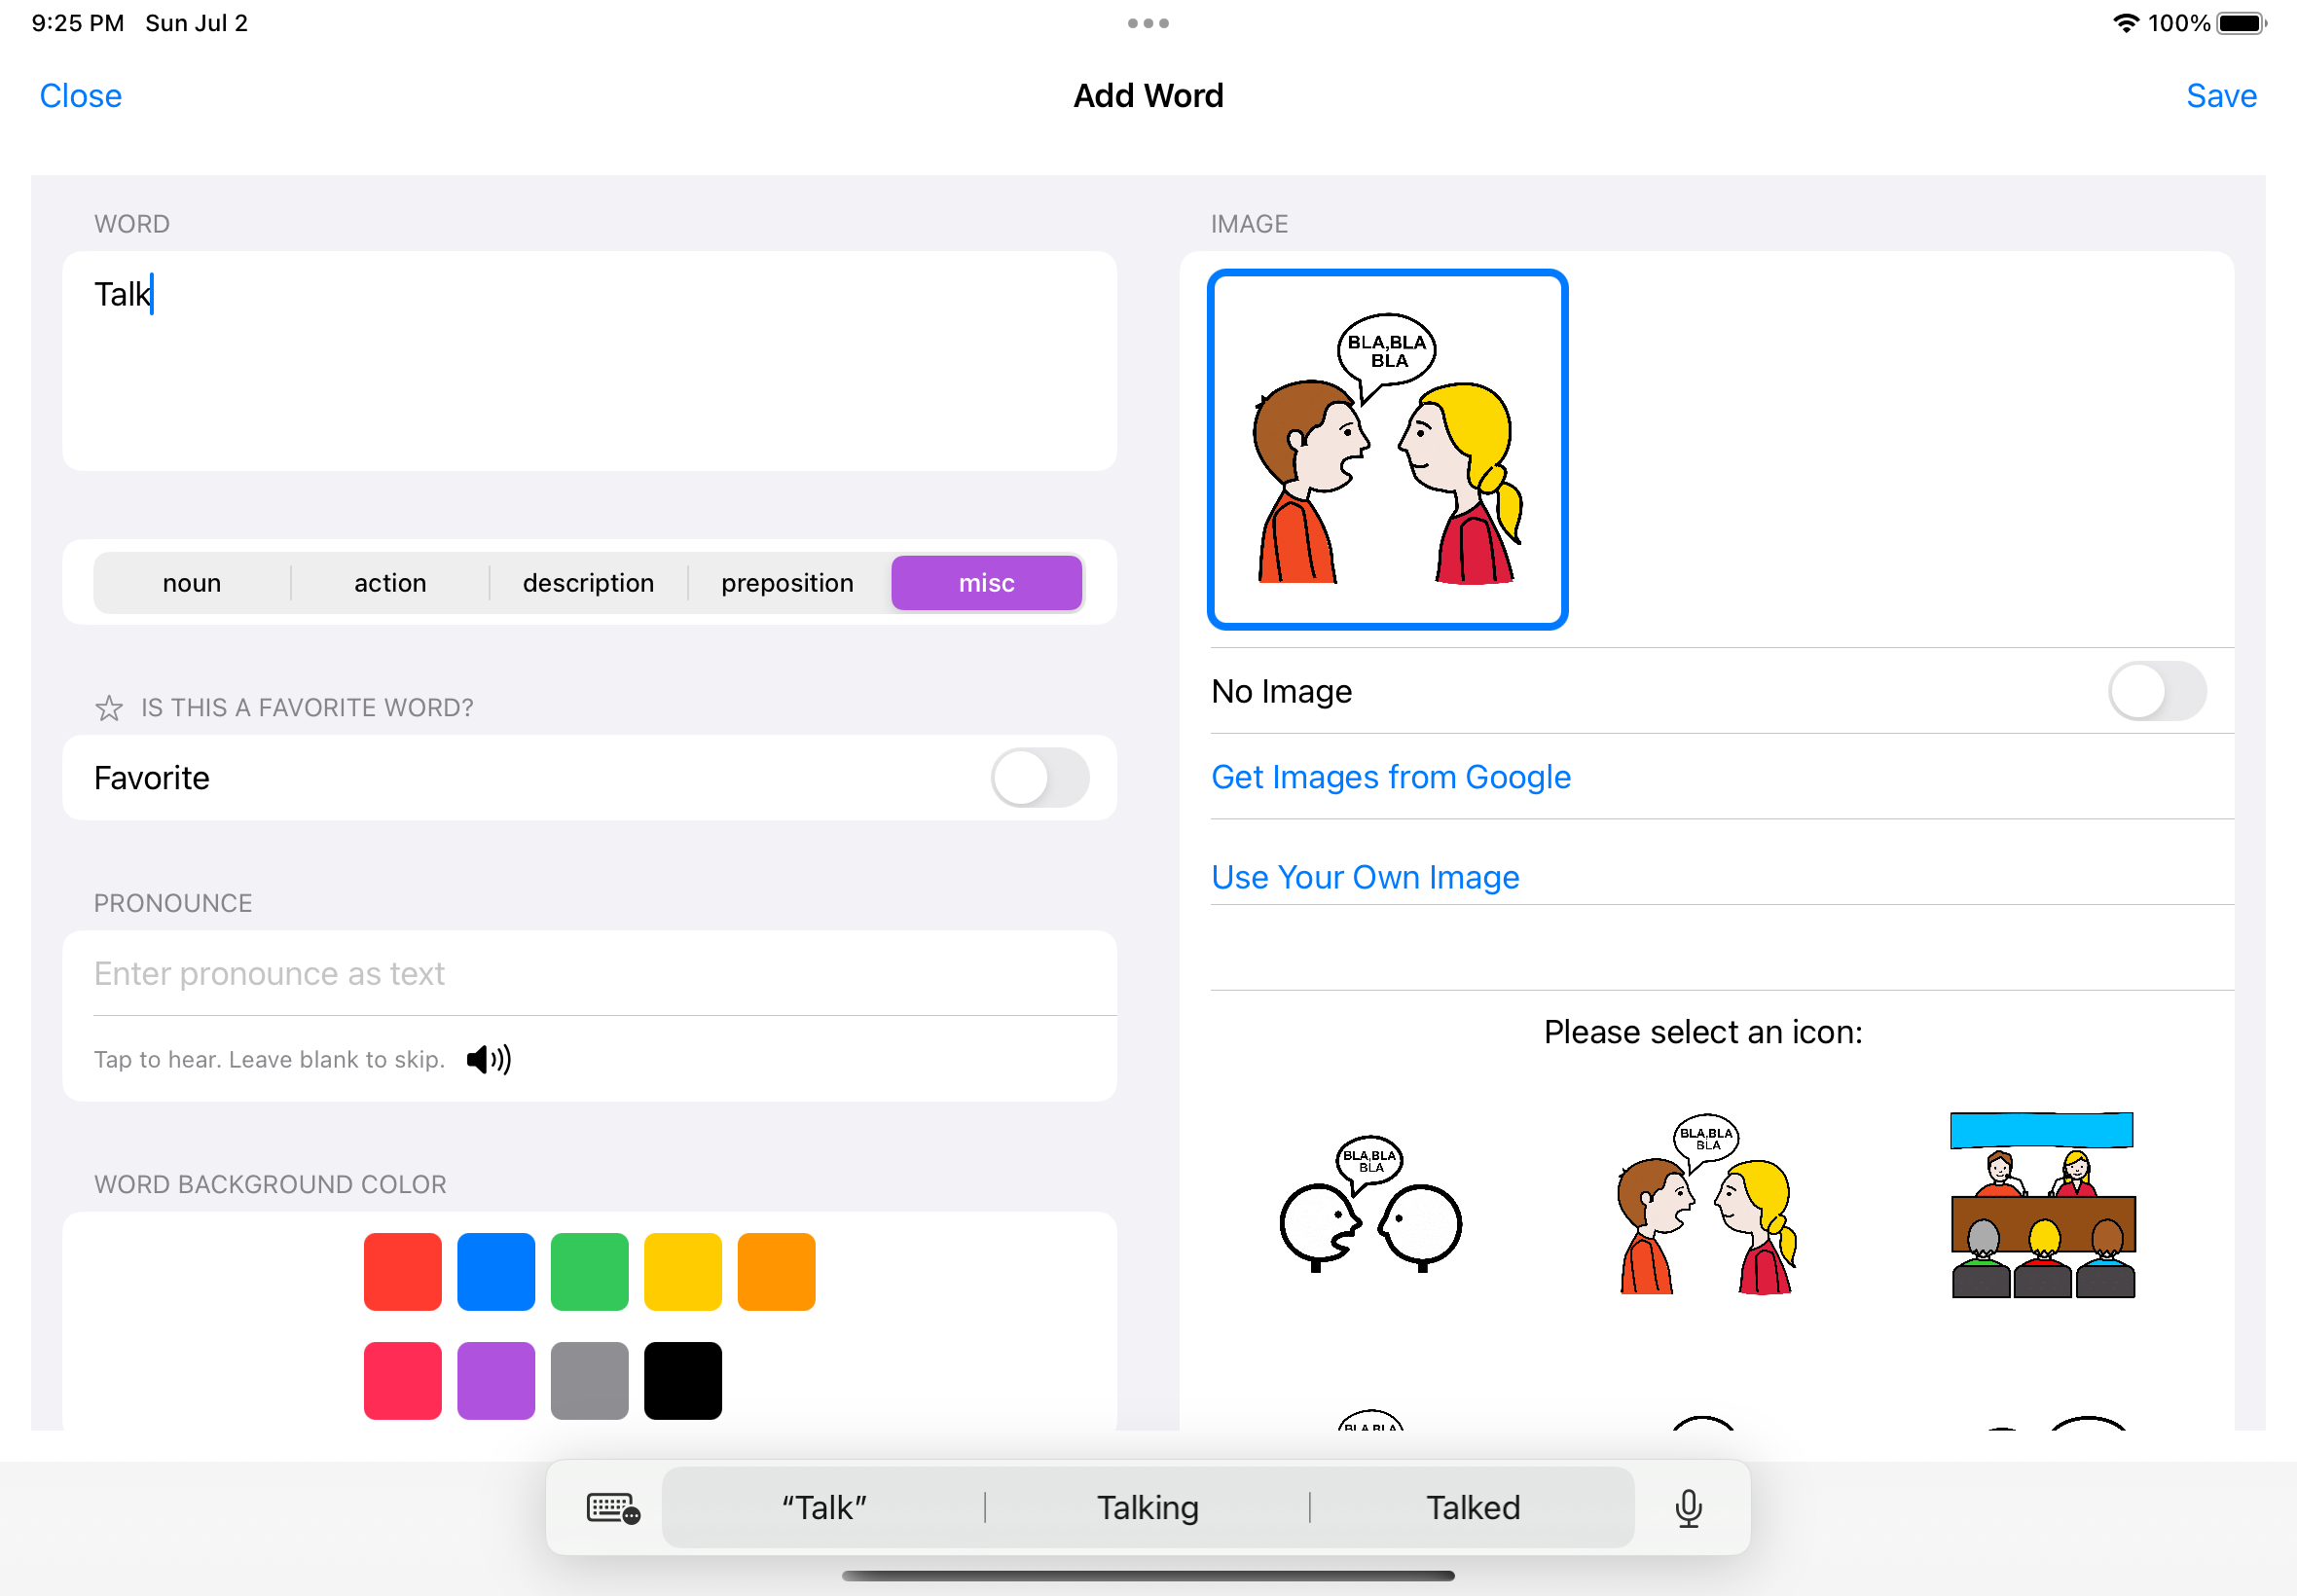 9:25 PM Sun Jul 2
100%
Close
Add Word
Save
WORD
Talk
noun
action
description
preposition
misc
IS THIS A FAVORITE WORD?
Favorite
PRONOUNCE
Enter pronounce as text
Tap to hear. Leave blank to skip.
WORD BACKGROUND COLOR
IMAGE
BLA,BLA
BLA
No Image
Get Images from Google
Use Your Own Image
Please select an icon:
BLA,BLA
BLA
BLA,BLA
BLA
BLA,BLA
“Talk”
Talking
Talked